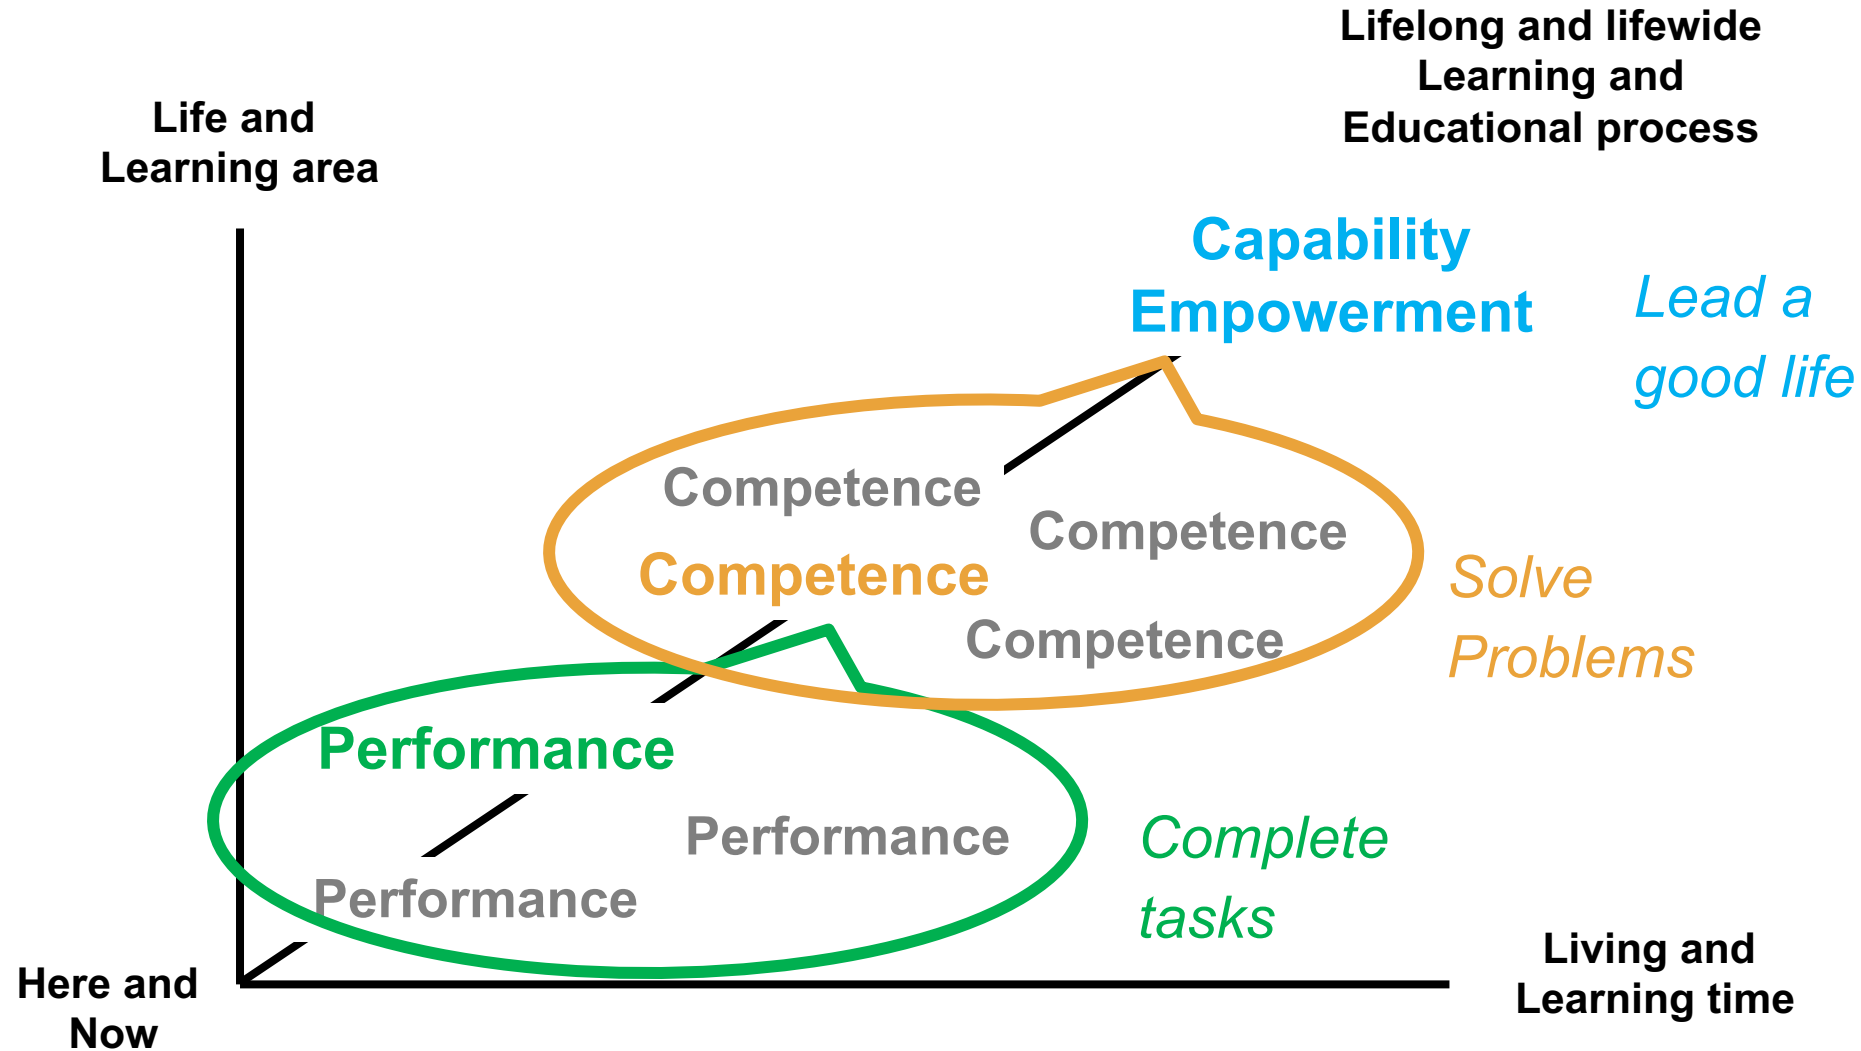 Lifelong and lifewide
Learning and
Educational process
Life and
Learning area
Capability
Empowerment
Lead a
good life
Competence
Competence
Competence
Competence
Solve
Problems
Performance
Performance
Performance
Complete
tasks
Here and
Now
Living and
Learning time